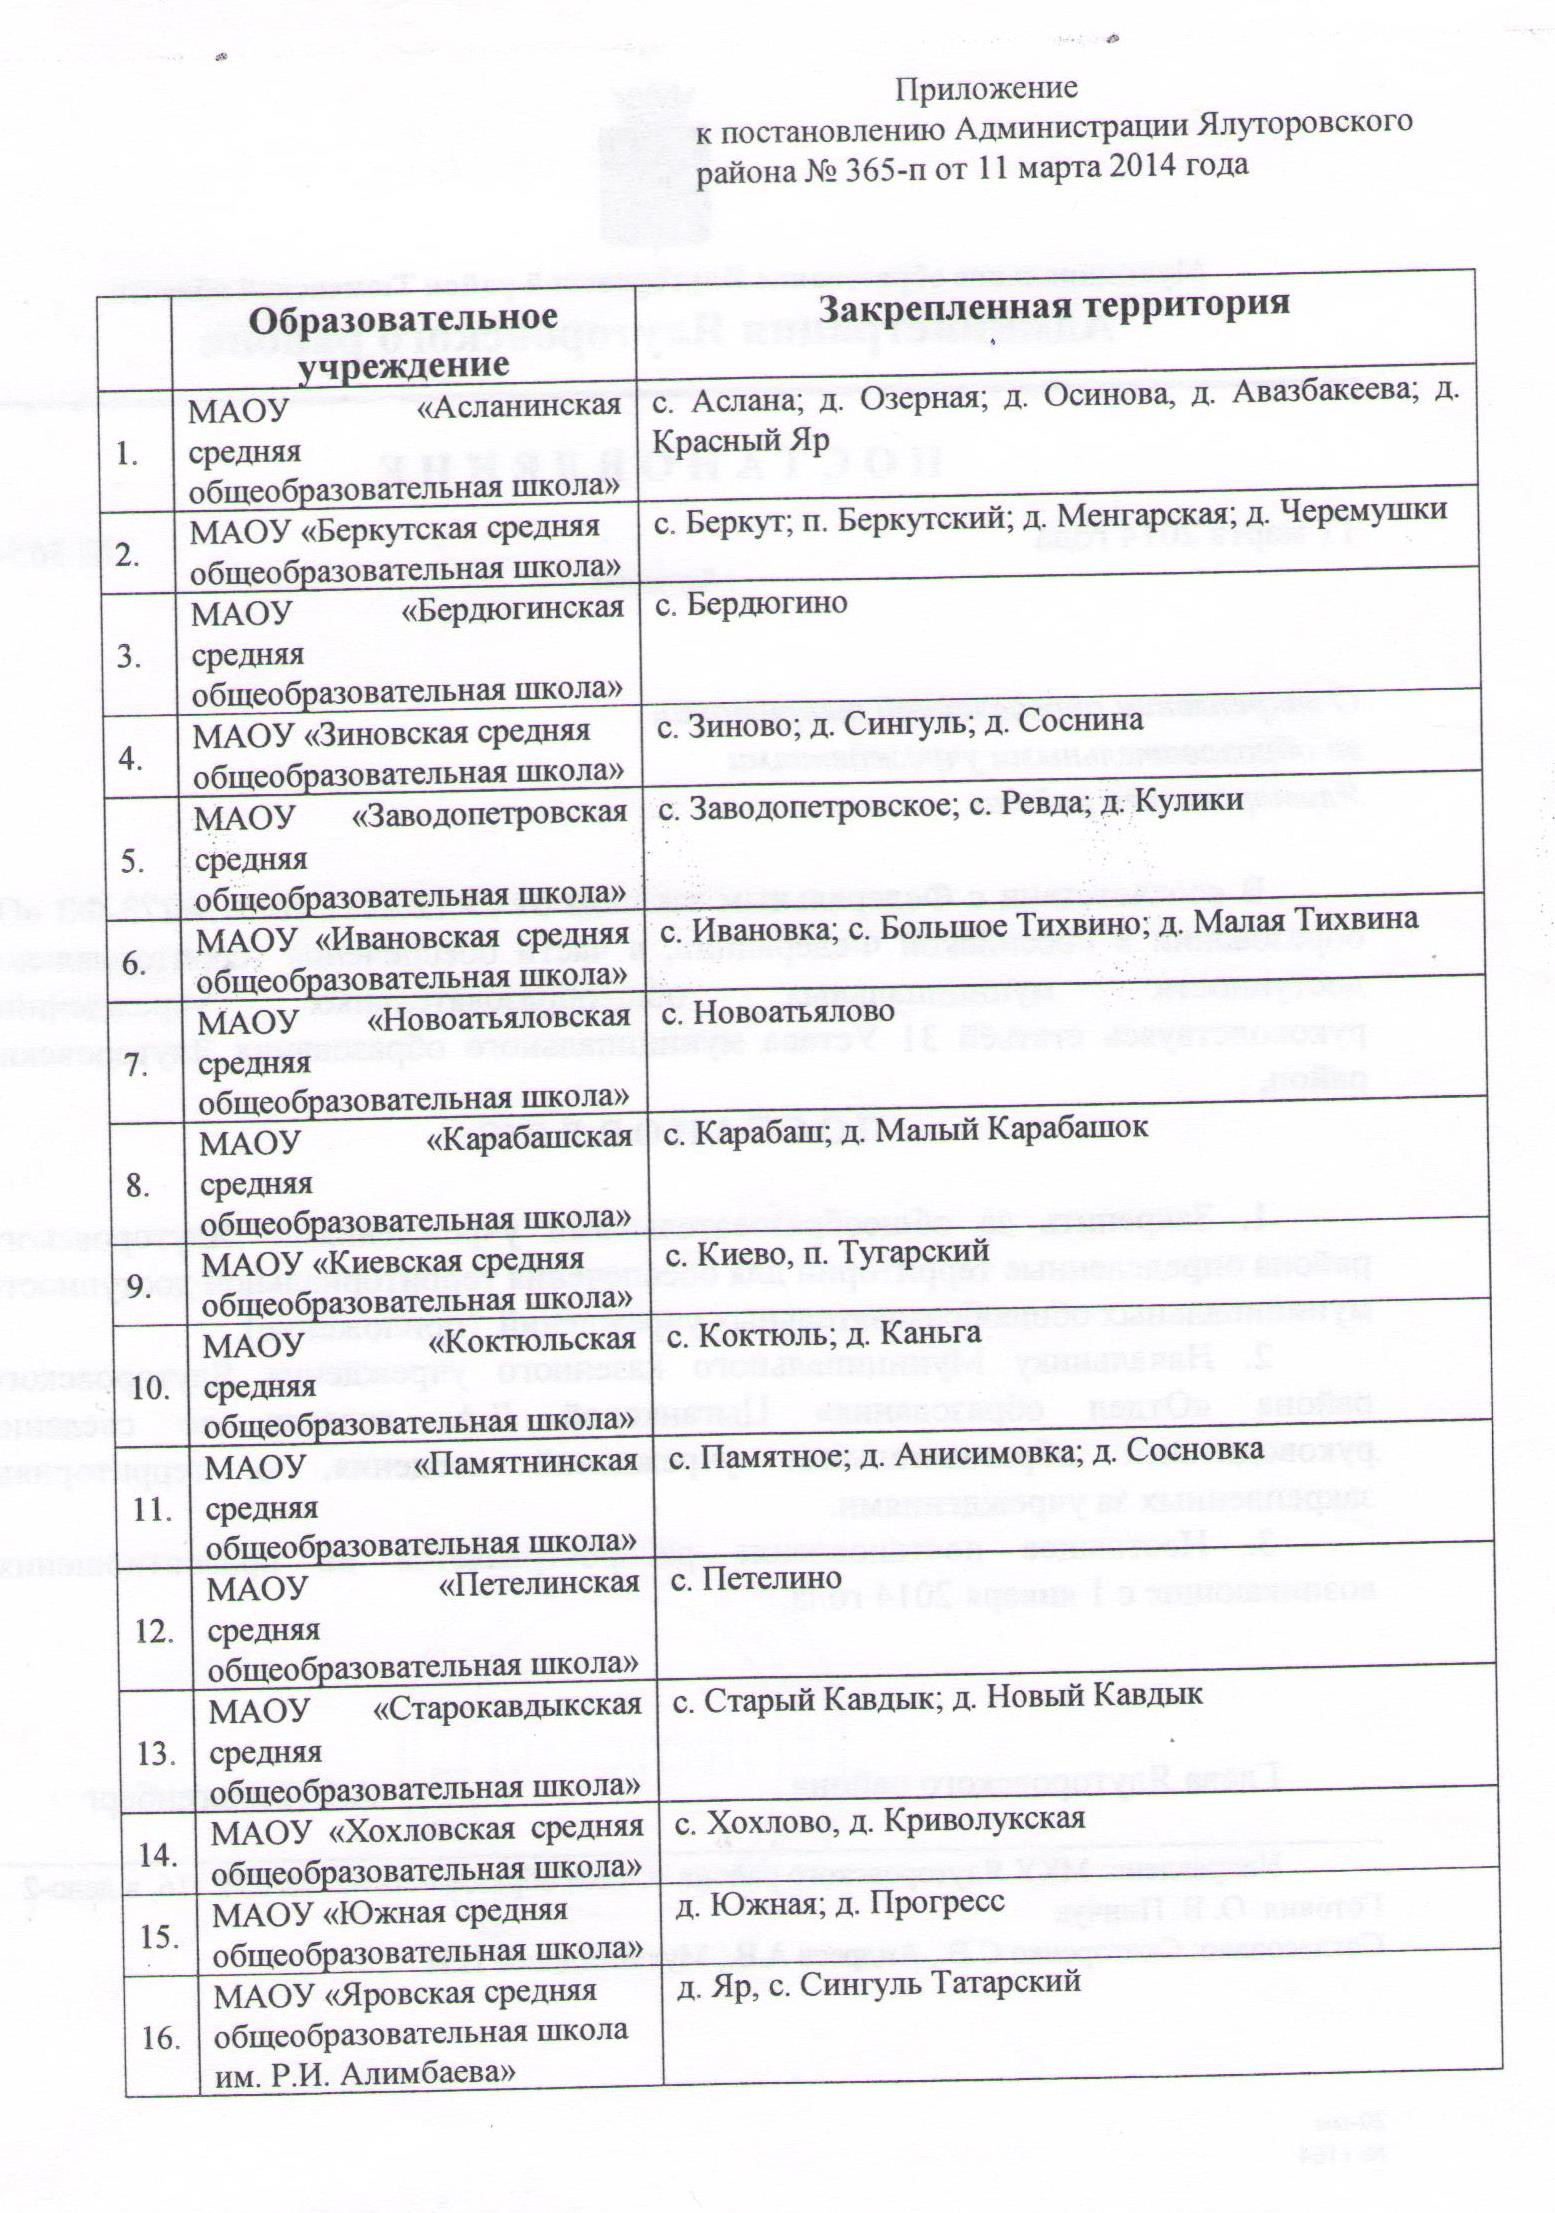 Приложение
к постановлению Администрации Ялуторовского
района № 365-п от 11 марта 2014 года
Образовательное
учреждение
Закрепленная территория
1.
МАОУ «Асланинская
средняя
общеобразовательная школа»
с. Аслана; д. Озерная; д. Осинова, д. Авазбакеева; д.
Красный Яр
2.
МАОУ «Беркутская средняя
общеобразовательная школа»
с. Беркут; п. Беркутский; д. Менгарская; д. Черемушки
3.
МАОУ «Бердюгинская
средняя
общеобразовательная школа»
с. Бердюгино
4.
МАОУ «Зиновская средняя
общеобразовательная школа»
с. Зиново; д. Сингуль; д. Соснина
5.
МАОУ «Заводопетровская
средняя
общеобразовательная школа»
с. Заводопетровское; с. Ревда; д. Кулики
6.
МАОУ «Ивановская средняя
общеобразовательная школа»
с. Ивановка; с. Большое Тихвино; д. Малая Тихвина
7.
МАОУ «Новоатьяловская
средняя
общеобразовательная школа»
с. Новоатьялово
8.
МАОУ «Карабашская
средняя
общеобразовательная школа»
с. Карабаш; д. Малый Карабашок
9.
МАОУ «Киевская средняя
общеобразовательная школа»
с. Киево, п. Тугарский
10.
МАОУ «Коктюльская
средняя
общеобразовательная школа»
с. Коктюль; д. Каньга
11.
МАОУ «Памятнинская
средняя
общеобразовательная школа»
с. Памятное; д. Анисимовка; д. Сосновка
12.
МАОУ «Петелинская
средняя
общеобразовательная школа»
с. Петелино
13.
МАОУ «Старокавдыкская
средняя
общеобразовательная школа»
с. Старый Кавдык; д. Новый Кавдык
14.
МАОУ «Хохловская средняя
общеобразовательная школа»
с. Хохлово, д. Криволукская
15.
МАОУ «Южная средняя
общеобразовательная школа»
д. Южная; д. Прогресс
16.
МАОУ «Яровская средняя
общеобразовательная школа
им. Р.И. Алимбаева»
д. Яр, с. Сингуль Татарский